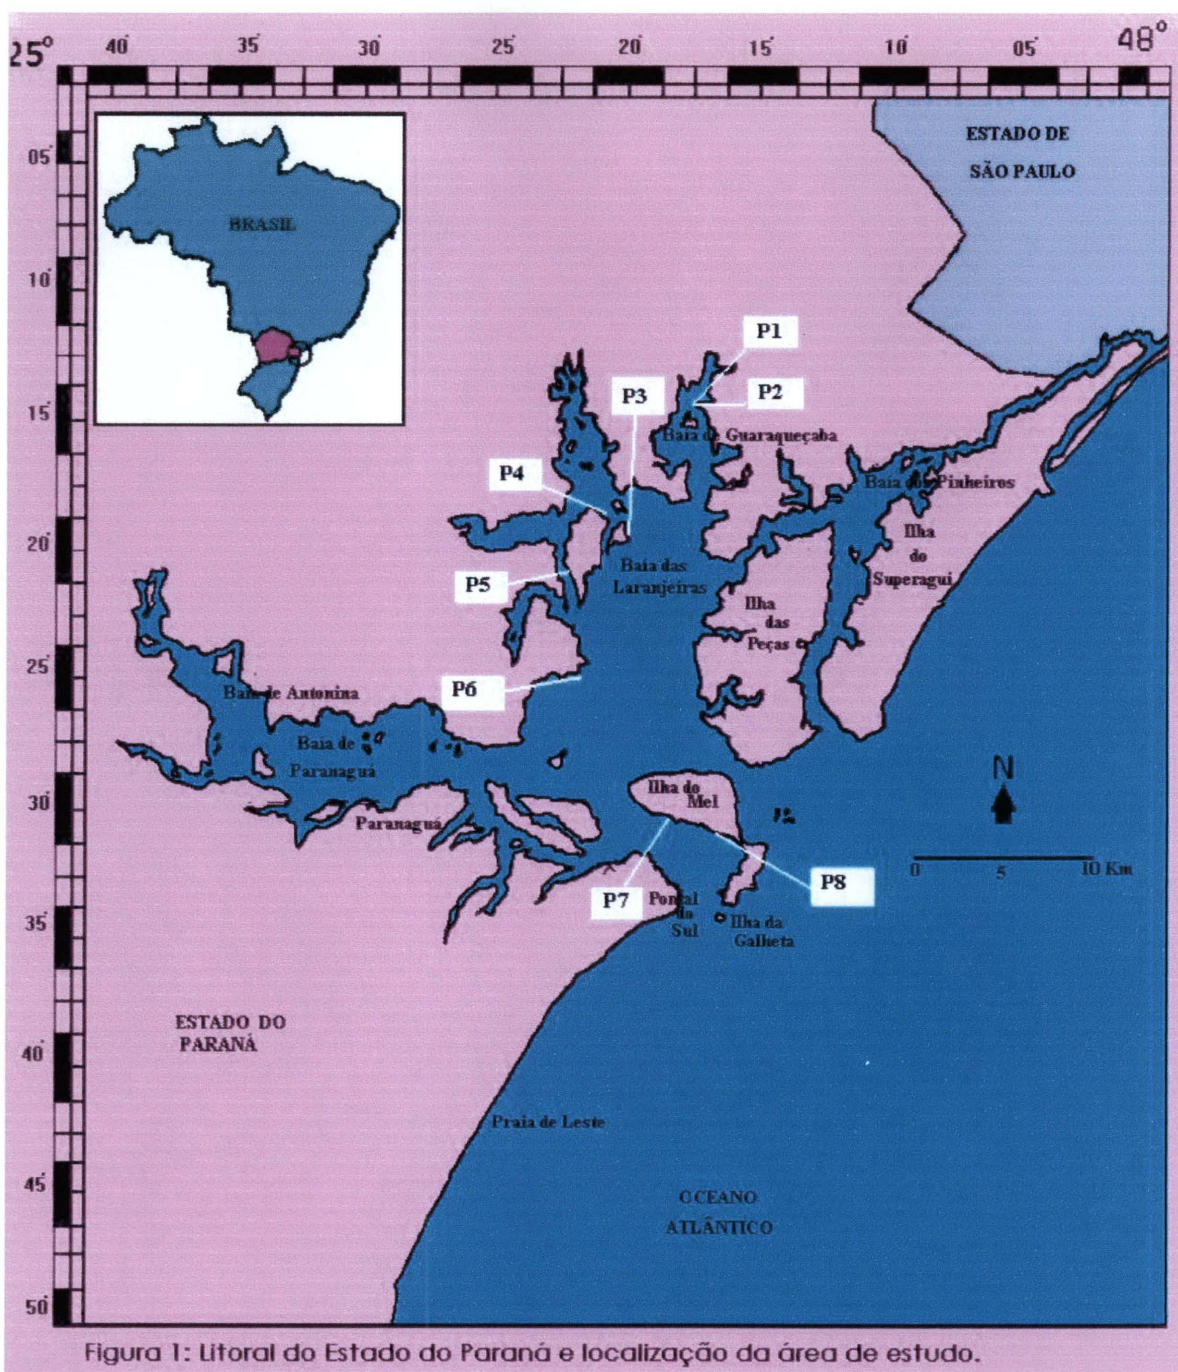 25º 40' 35' 30' 25' 20' 15' 10' 05' 48º
05'
10'
15'
20'
25'
30'
35'
40'
45'
50'
BRASIL
ESTADO DE
SÃO PAULO
P1
P2
P3
P4
P5
P6
P7
P8
Baía de Guaraqueçaba
Baía dos Pinheiros
Ilha
do
Superagui
Baía das
Laranjeiras
Ilha
das
Peças
Baía de Antonina
Baía de
Paranaguá
Paranaguá
Ilha do
Mel
N
0 5 10 Km
Pontal
do
Sul
Ilha da
Galheta
ESTADO DO
PARANÁ
Praia de Leste
OCEANO
ATLÂNTICO
Figura 1: Litoral do Estado do Paraná e localização da área de estudo.